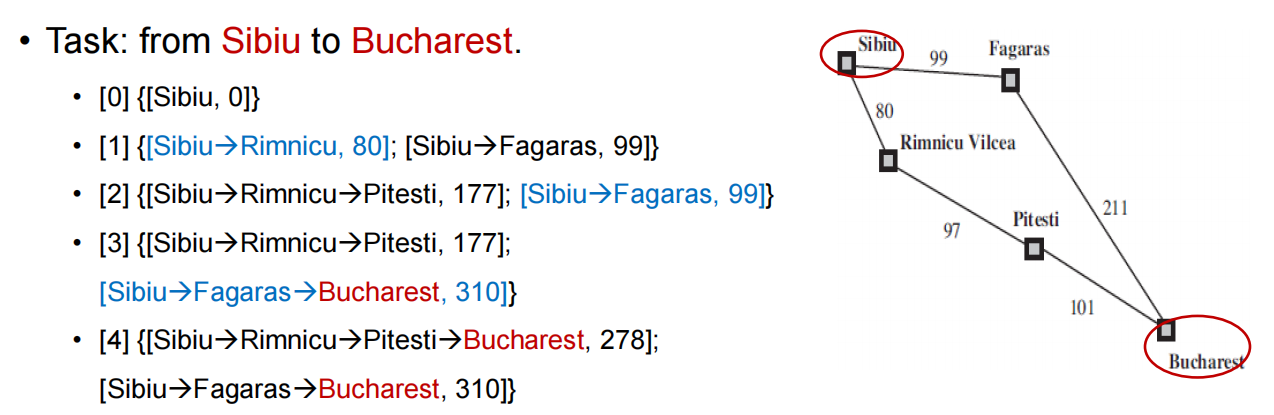 • Task: from Sibiu to Bucharest.
• [0] {[Sibiu, 0]}
• [1] {[Sibiu→Rimnicu, 80]; [Sibiu→Fagaras, 99]}
• [2] {[Sibiu→Rimnicu→Pitesti, 177]; [Sibiu→Fagaras, 99]}
• [3] {[Sibiu→Rimnicu→Pitesti, 177];
[Sibiu→Fagaras→Bucharest, 310]}
• [4] {[Sibiu→Rimnicu→Pitesti→Bucharest, 278];
[Sibiu→Fagaras→Bucharest, 310]}
Sibiu
Fagaras
99
80
Rimnicu Vilcea
97
Pitesti
211
101
Bucharest